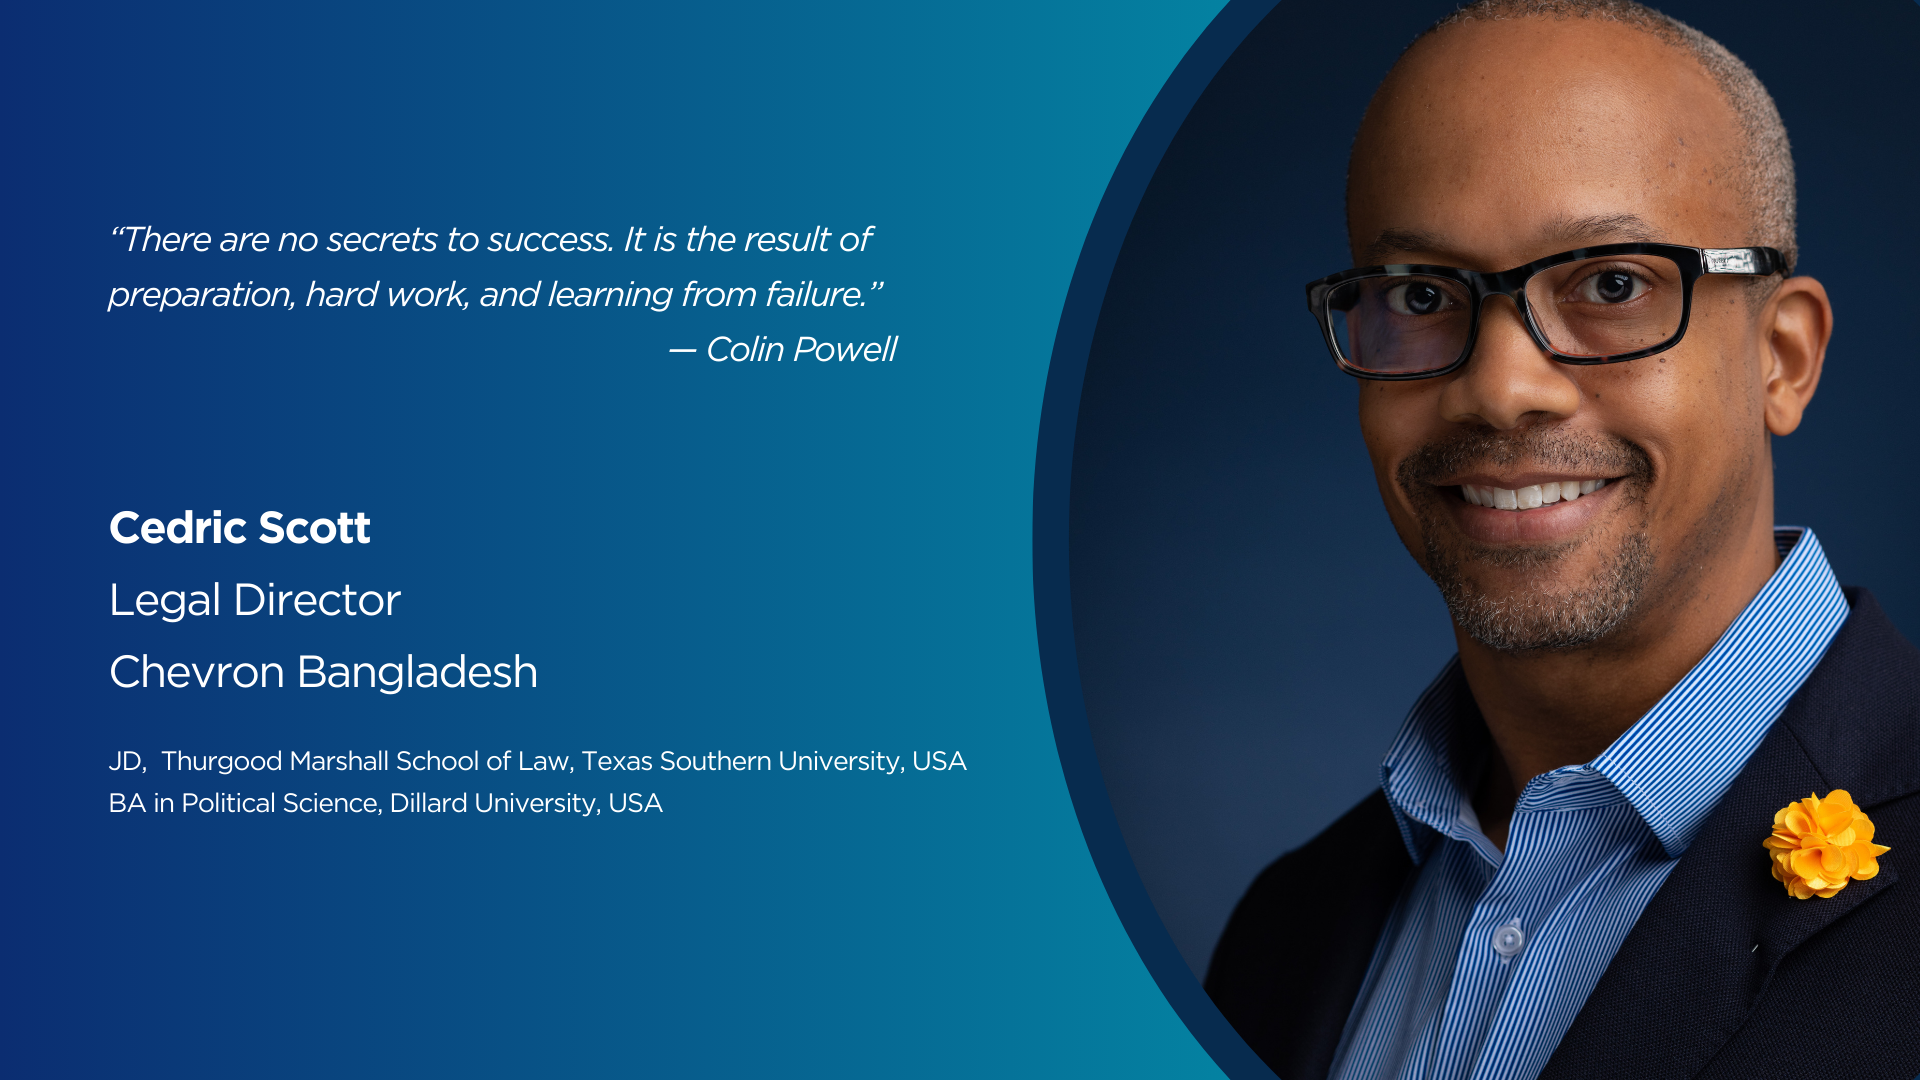 “There are no secrets to success. It is the result of
preparation, hard work, and learning from failure.”
— Colin Powell
Cedric Scott
Legal Director
Chevron Bangladesh
JD,  Thurgood Marshall School of Law, Texas Southern University, USA
BA in Political Science, Dillard University, USA